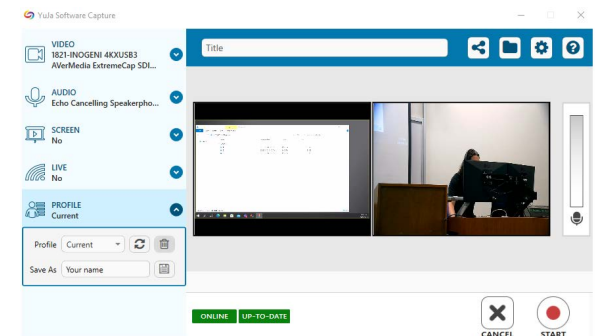 YuJa Software Capture
VIDEO
1821-INOGENI 4KXUSB3
AVerMedia ExtremeCap SDI...
AUDIO
Echo Cancelling Speakerpho...
SCREEN
No
LIVE
No
PROFILE
Current
Profile Current
Save As Your name
Title
ONLINE UP-TO-DATE
CANCEL START